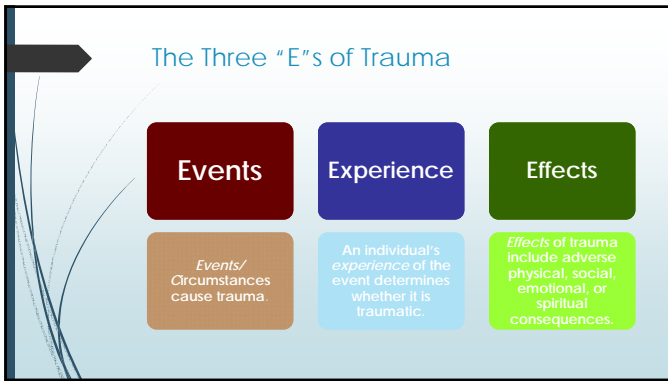 The Three “E”s of Trauma
Events
Experience
Effects
Events/
Circumstances
cause trauma.
An individual’s
experience of the
event determines
whether it is
traumatic.
Effects of trauma
include adverse
physical, social,
emotional, or
spiritual
consequences.